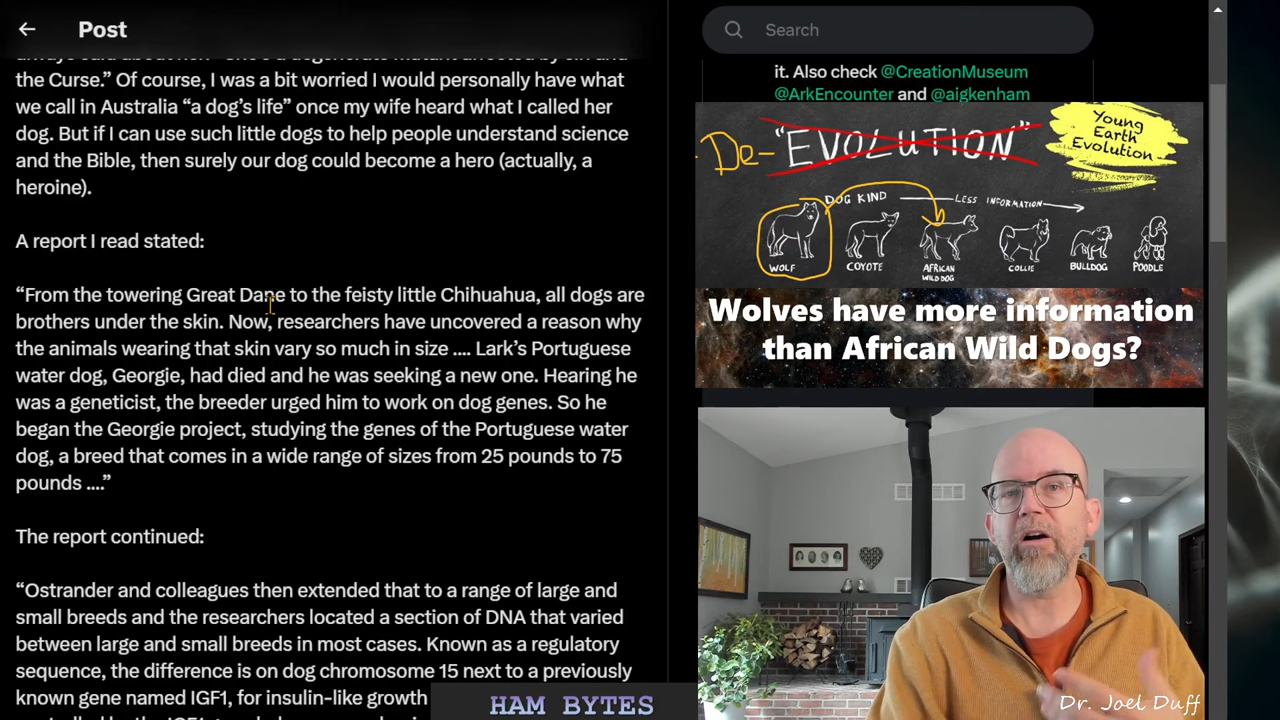 Post
always said about her: "She's a degenerate mutant affected by sin and
the Curse.” Of course, I was a bit worried I would personally have what
we call in Australia “a dog’s life” once my wife heard what I called her
dog. But if I can use such little dogs to help people understand science
and the Bible, then surely our dog could become a hero (actually, a
heroine).
A report I read stated:
“From the towering Great Dane to the feisty little Chihuahua, all dogs are
brothers under the skin. Now, researchers have uncovered a reason why
the animals wearing that skin vary so much in size .... Lark’s Portuguese
water dog, Georgie, had died and he was seeking a new one. Hearing he
was a geneticist, the breeder urged him to work on dog genes. So he
began the Georgie project, studying the genes of the Portuguese water
dog, a breed that comes in a wide range of sizes from 25 pounds to 75
pounds ....”
The report continued:
“Ostrander and colleagues then extended that to a range of large and
small breeds and the researchers located a section of DNA that varied
between large and small breeds in most cases. Known as a regulatory
sequence, the difference is on dog chromosome 15 next to a previously
known gene named IGF1, for insulin-like growth
HAM BYTES
Search
it. Also check @CreationMuseum
@ArkEncounter and @aigkenham
De- "EVOLUTION"
Young
Earth
Evolution
DOG KIND LESS INFORMATION
WOLF COYOTE AFRICAN WILD DOG COLLIE BULLDOG POODLE
Wolves have more information
than African Wild Dogs?
Dr. Joel Duff